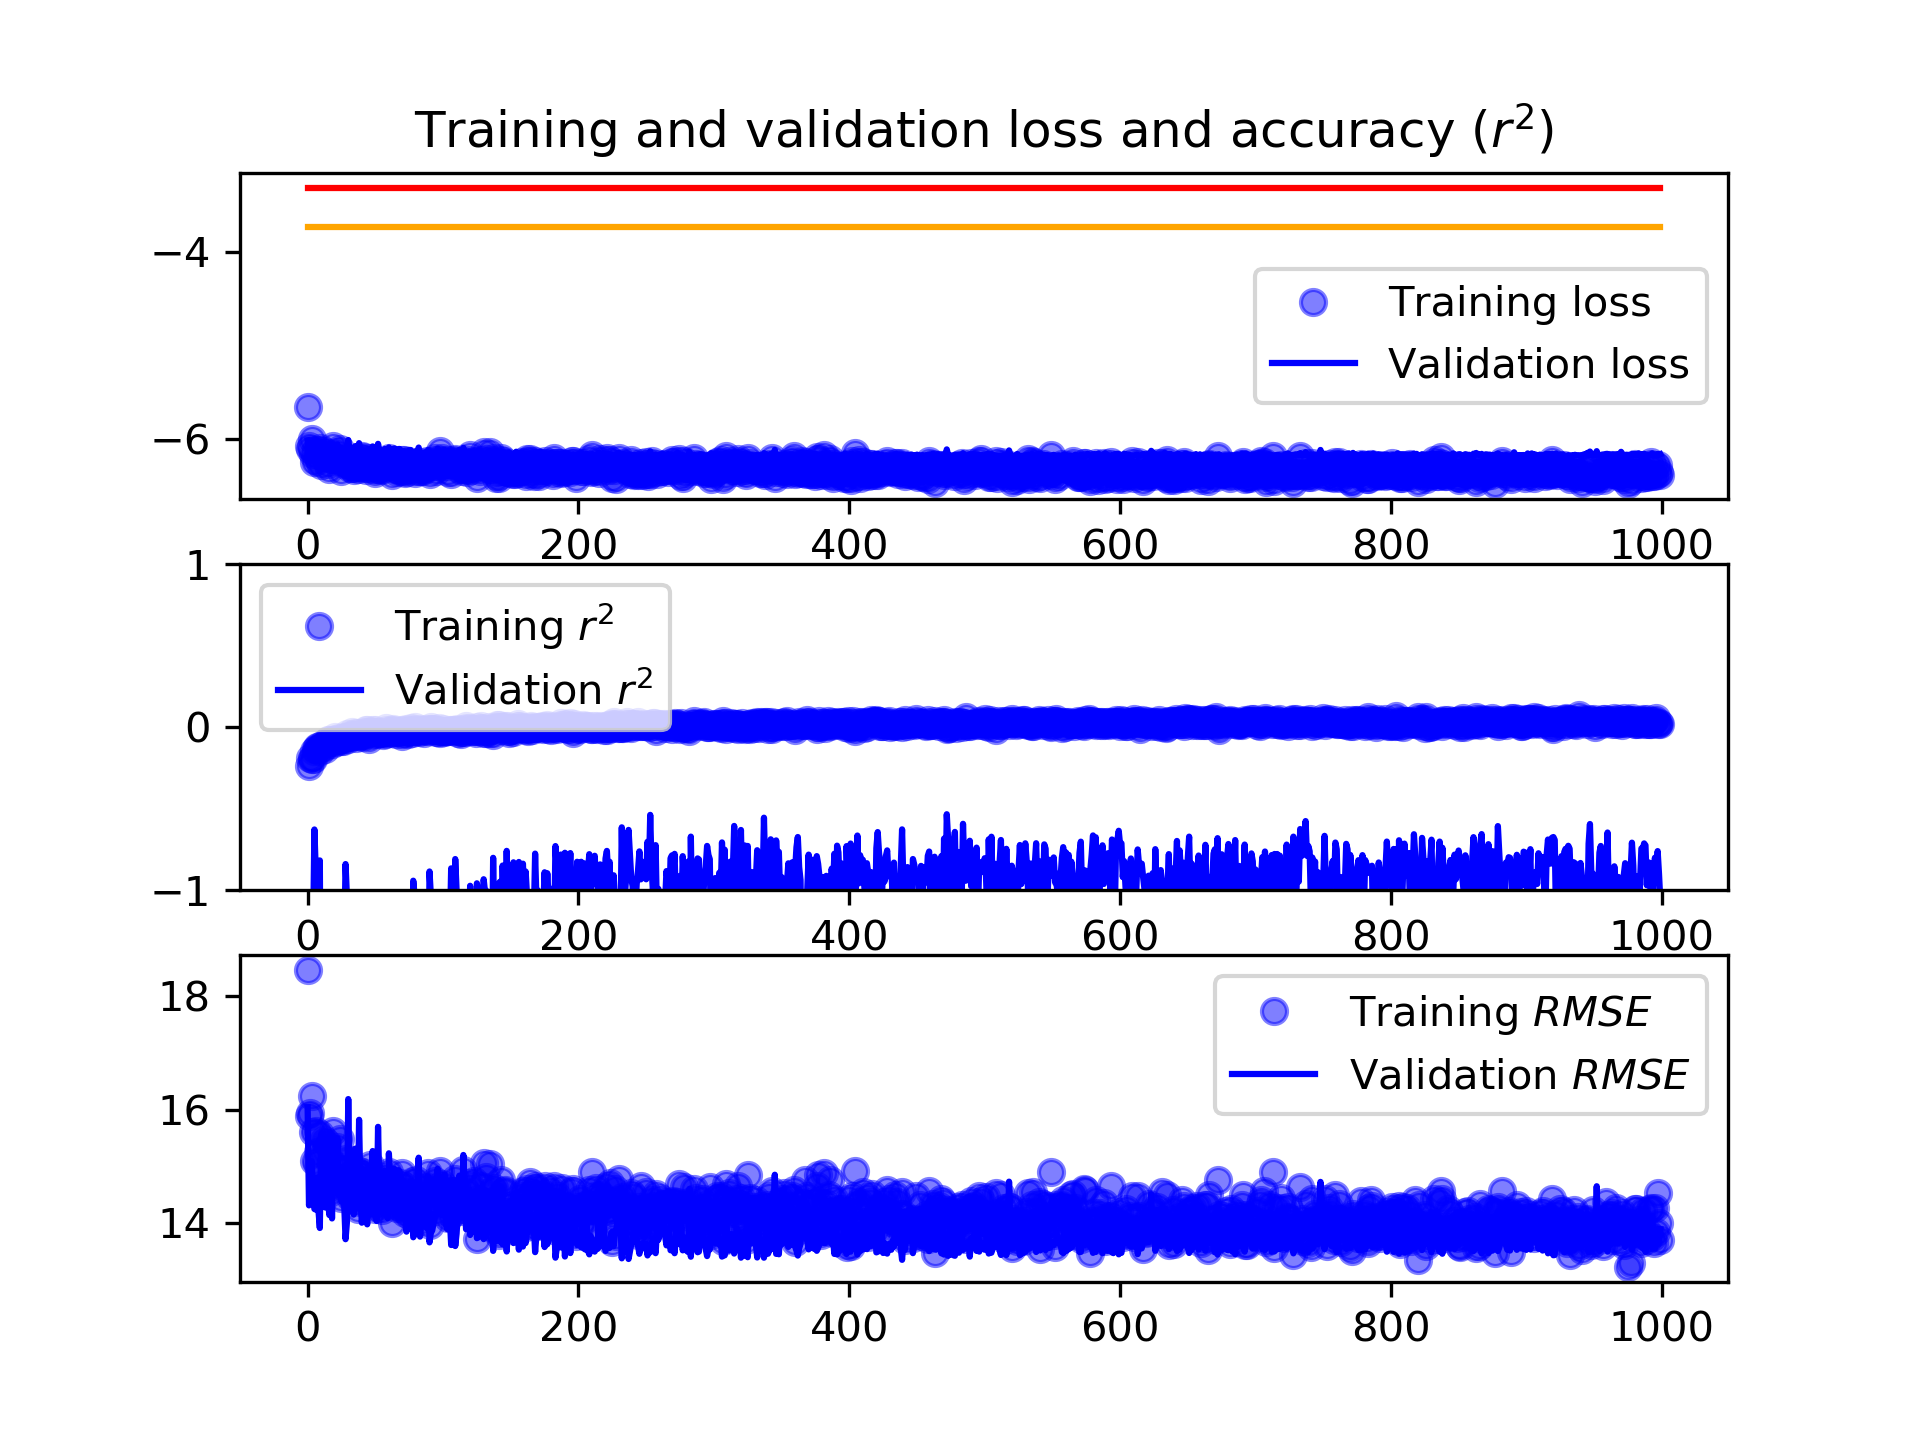 Training and validation loss and accuracy (r²)
−4
−6
Training loss
Validation loss
0 200 400 600 800 1000
1
0
−1
Training r²
Validation r²
0 200 400 600 800 1000
18
16
14
Training RMSE
Validation RMSE
0 200 400 600 800 1000